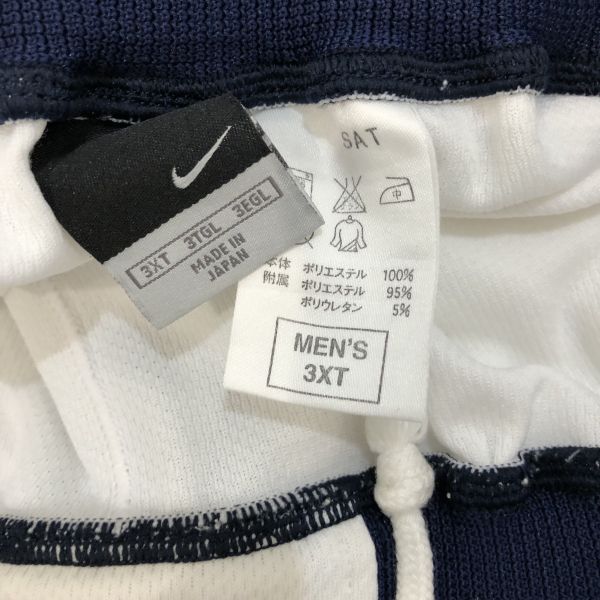 3XT 3TGL 3EGL
MADE IN
JAPAN
SAT
中
本体 ポリエステル 100%
附属 ポリエステル 95%
ポリウレタン 5%
MEN'S
3XT